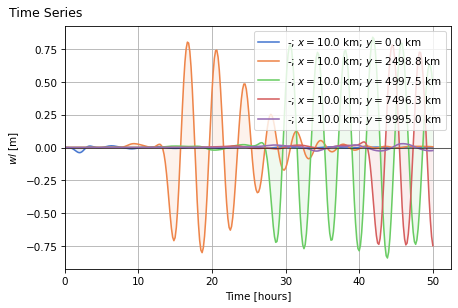 Time Series
-; x = 10.0 km; y = 0.0 km
-; x = 10.0 km; y = 2498.8 km
-; x = 10.0 km; y = 4997.5 km
-; x = 10.0 km; y = 7496.3 km
-; x = 10.0 km; y = 9995.0 km
0.75
0.50
0.25
0.00
−0.25
−0.50
−0.75
wl [m]
0 10 20 30 40 50
Time [hours]